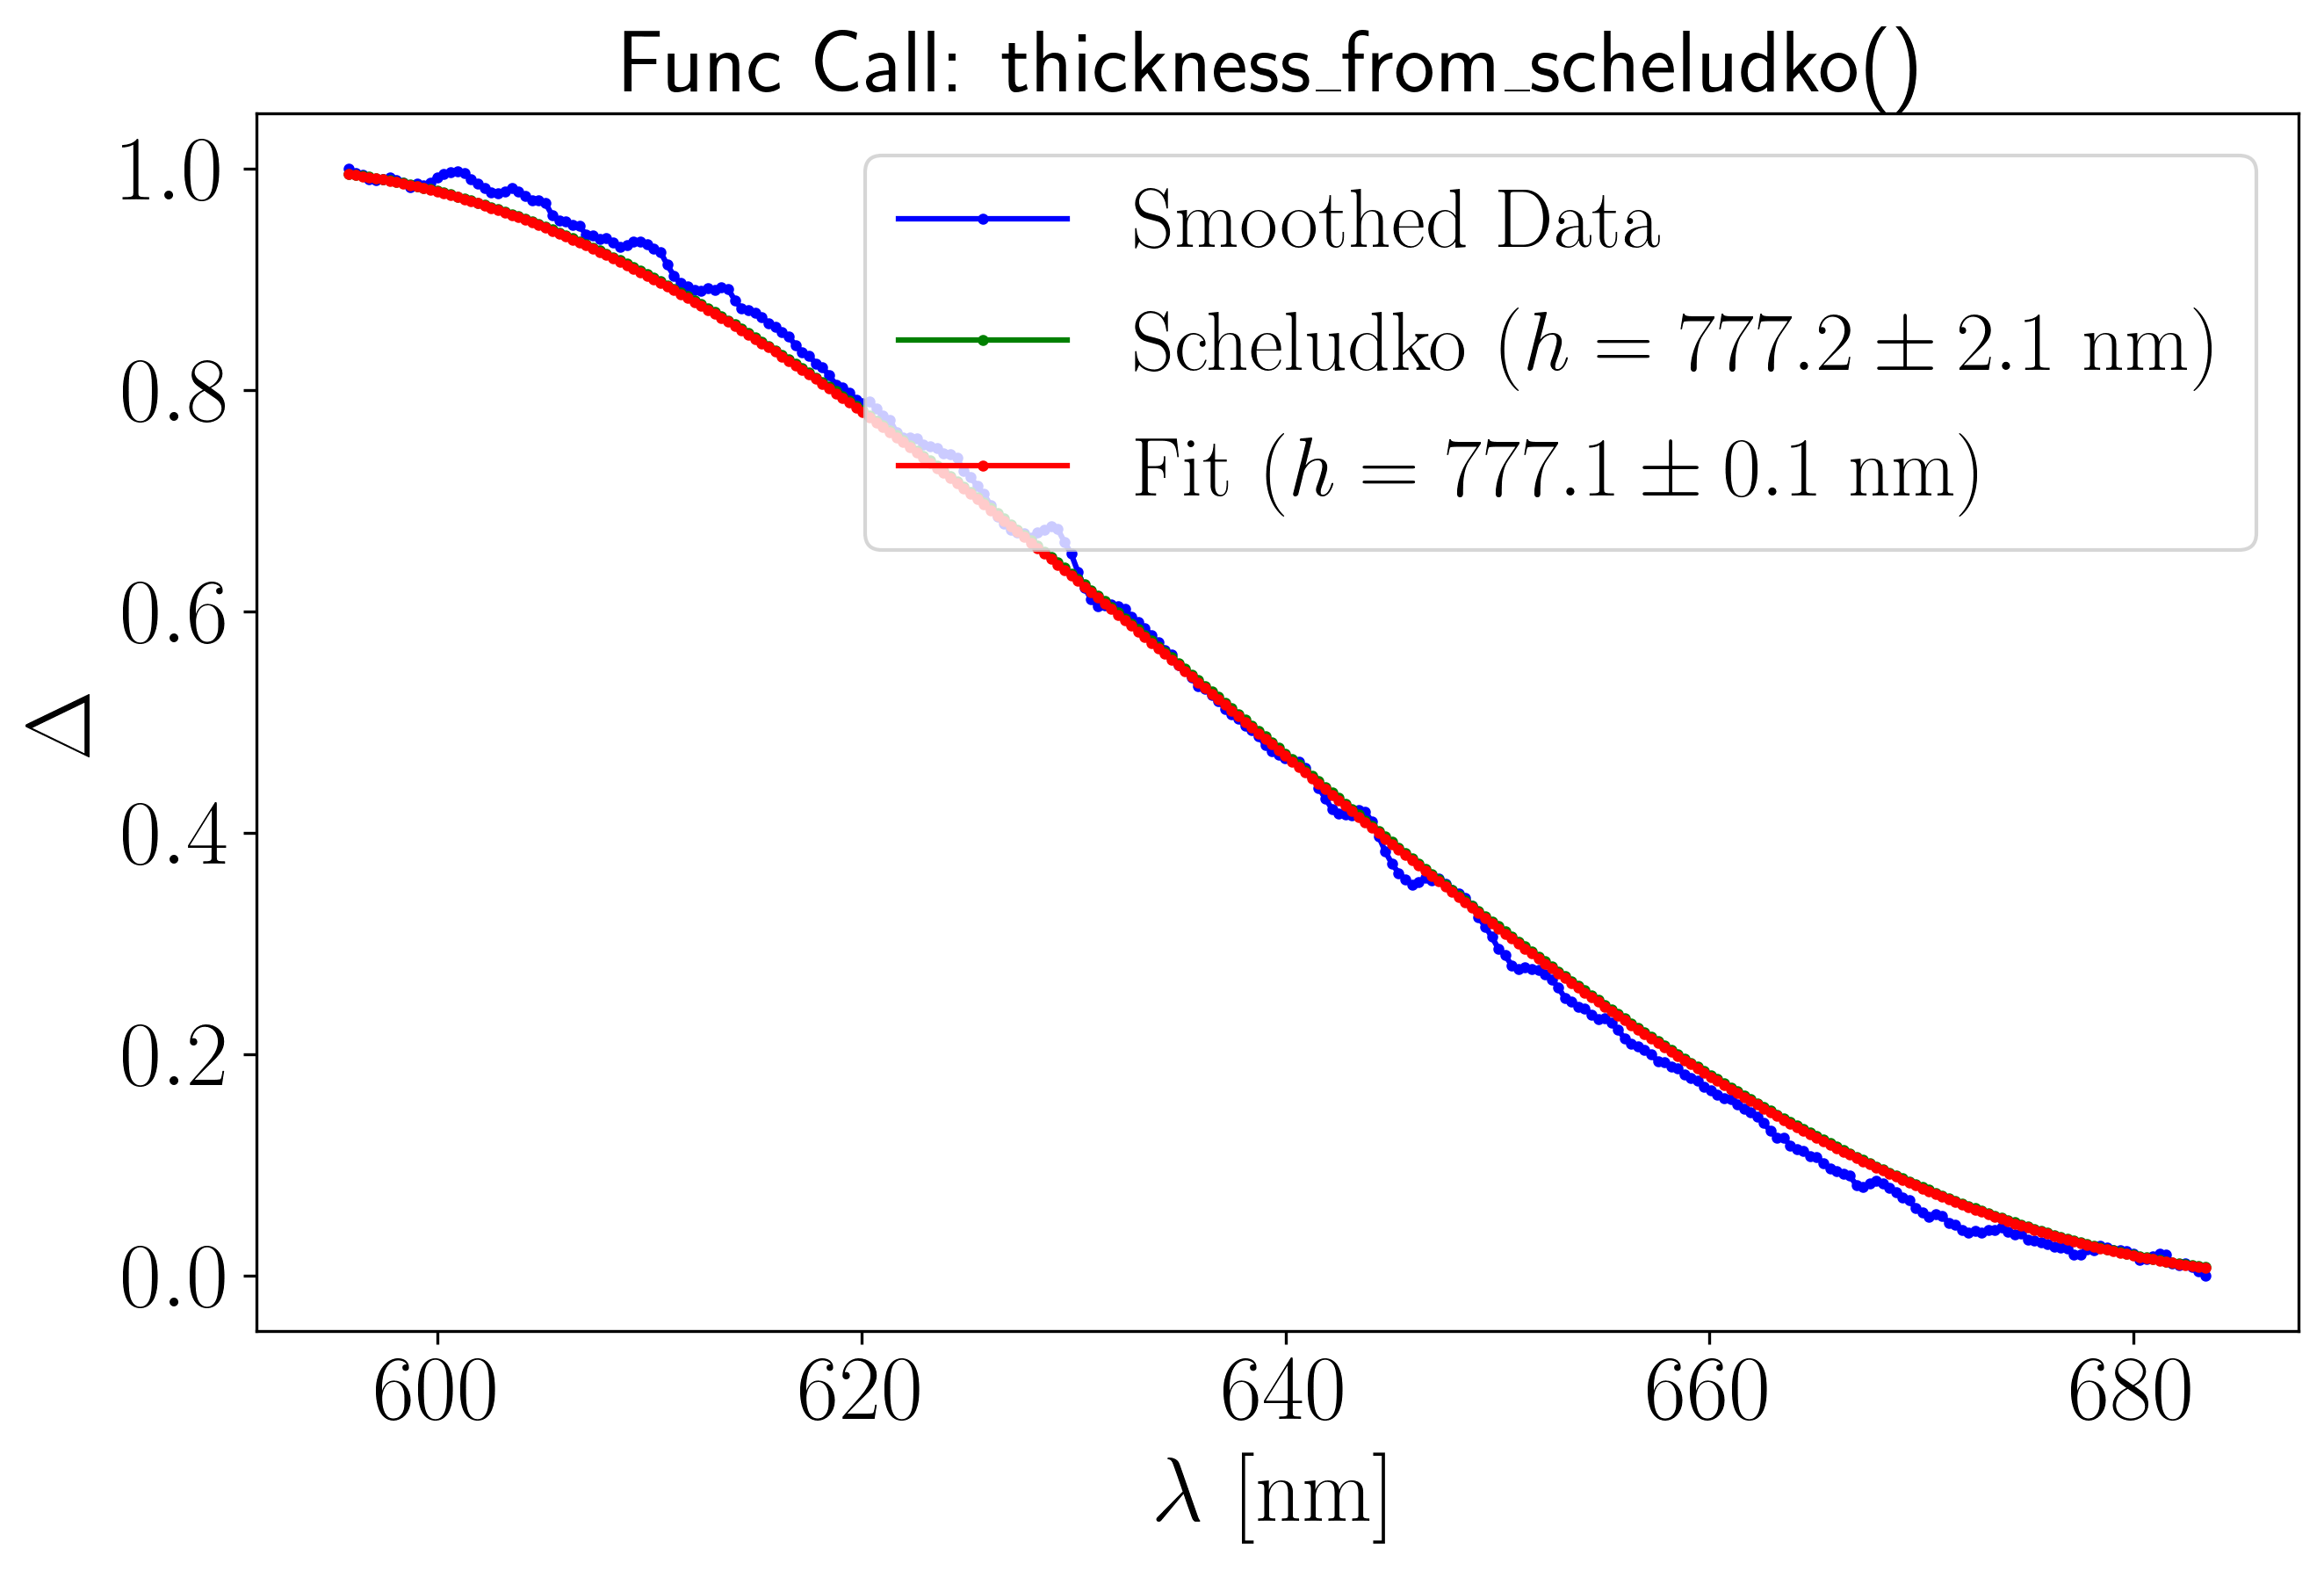 Func Call: thickness_from_scheludko()
1.0
0.8
0.6
0.4
0.2
0.0
Δ
Smoothed Data
Scheludko (h = 777.2 ± 2.1 nm)
Fit (h = 777.1 ± 0.1 nm)
600 620 640 660 680
λ [nm]